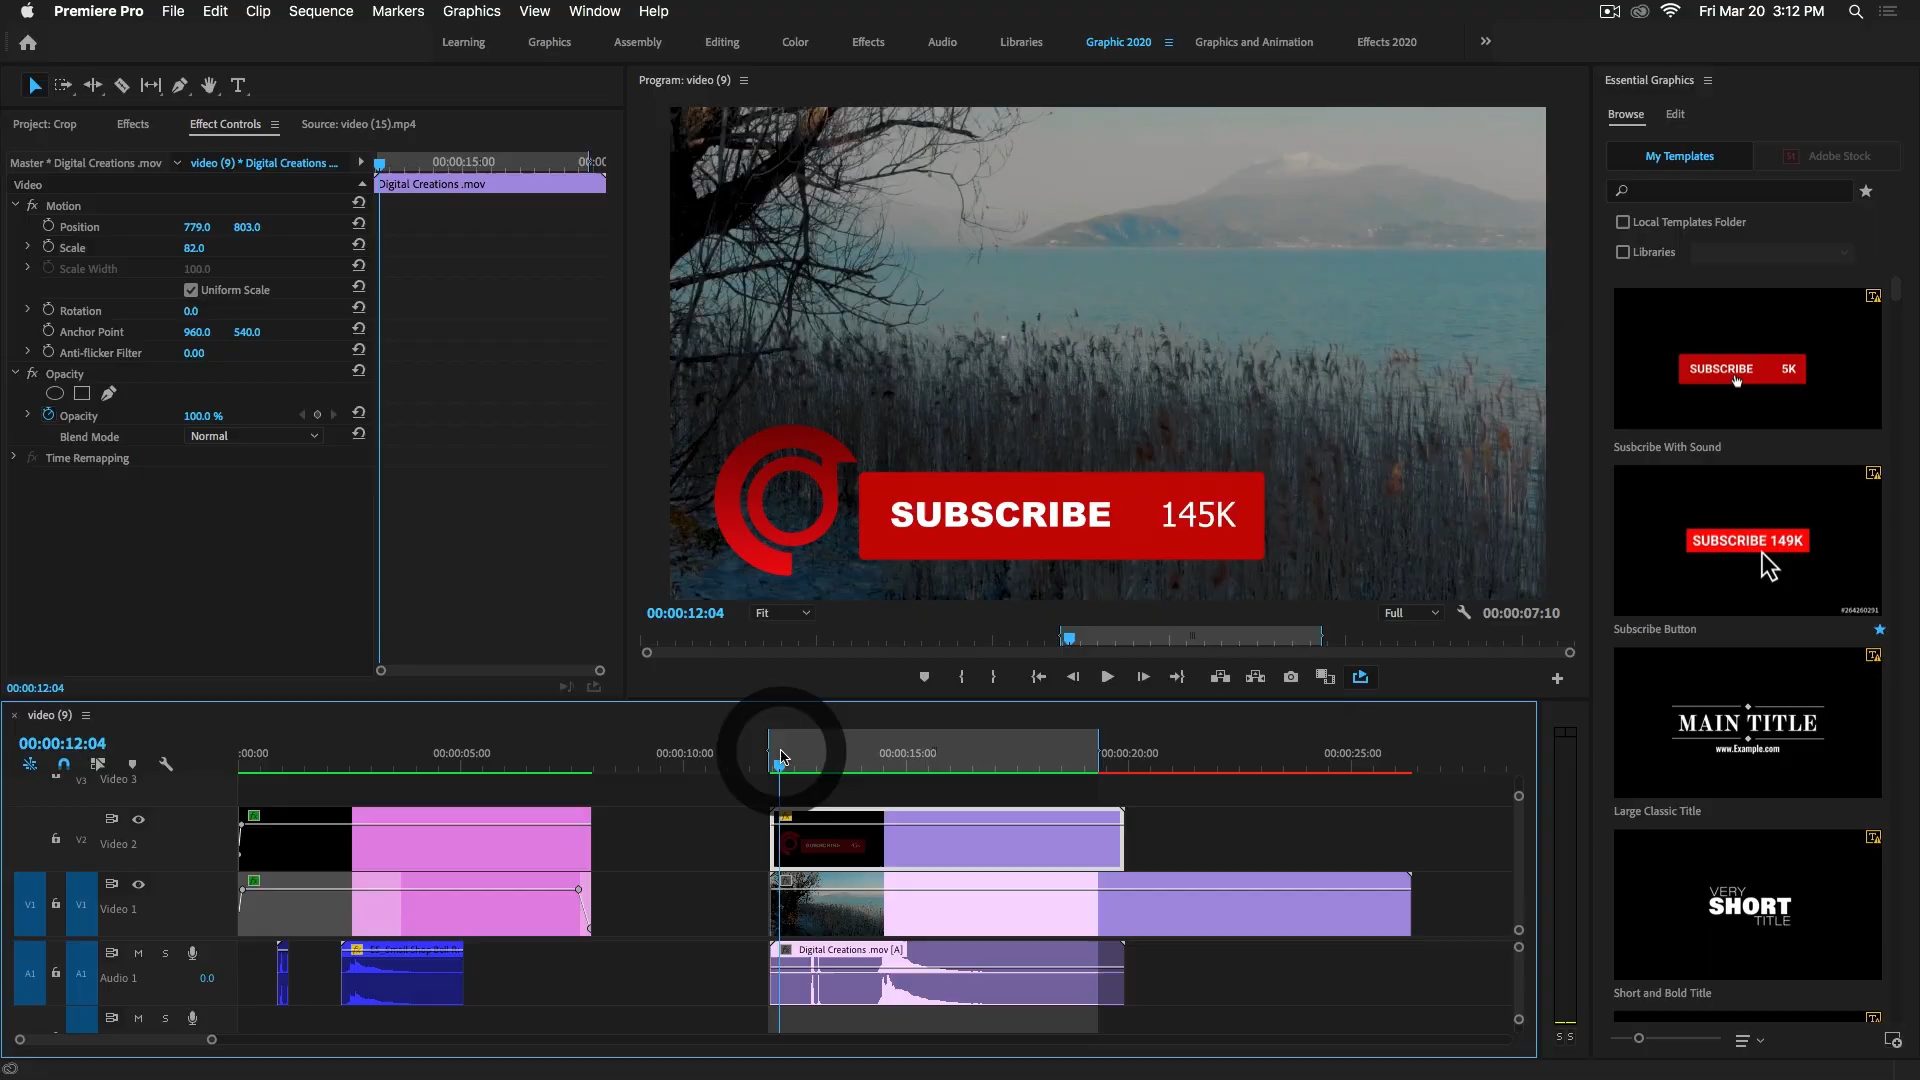 Premiere Pro File Edit Clip Sequence Markers Graphics View Window Help
Fri Mar 20 3:12 PM
Learning Graphics Assembly Editing Color Effects Audio Libraries Graphic 2020 Graphics and Animation Effects 2020
T
Project: Crop Effects Effect Controls Source: video (15).mp4
Master * Digital Creations .mov video (9) * Digital Creations ....
00:00:15:00 00:00
Video
Digital Creations .mov
fx Motion
Position 779.0 803.0
Scale 82.0
Scale Width 100.0
Uniform Scale
Rotation 0.0
Anchor Point 960.0 540.0
Anti-flicker Filter 0.00
fx Opacity
Opacity 100.0 %
Blend Mode Normal
fx Time Remapping
00:00:12:04
Program: video (9)
SUBSCRIBE 145K
00:00:12:04 Fit Full 00:00:07:10
Essential Graphics
Browse Edit
My Templates St Adobe Stock
Local Templates Folder
Libraries
SUBSCRIBE 5K
Susbcribe With Sound
SUBSCRIBE 149K
#264260291
Subscribe Button
MAIN TITLE
www.Example.com
Large Classic Title
VERY
SHORT
TITLE
Short and Bold Title
video (9)
00:00:12:04
:00:00 00:00:05:00 00:00:10:00 00:00:15:00 00:00:20:00 00:00:25:00
V3 Video 3
V2 Video 2
V1 V1 Video 1
A1 A1 M S Audio 1 0.0
Digital Creations .mov [A]
M S
S S